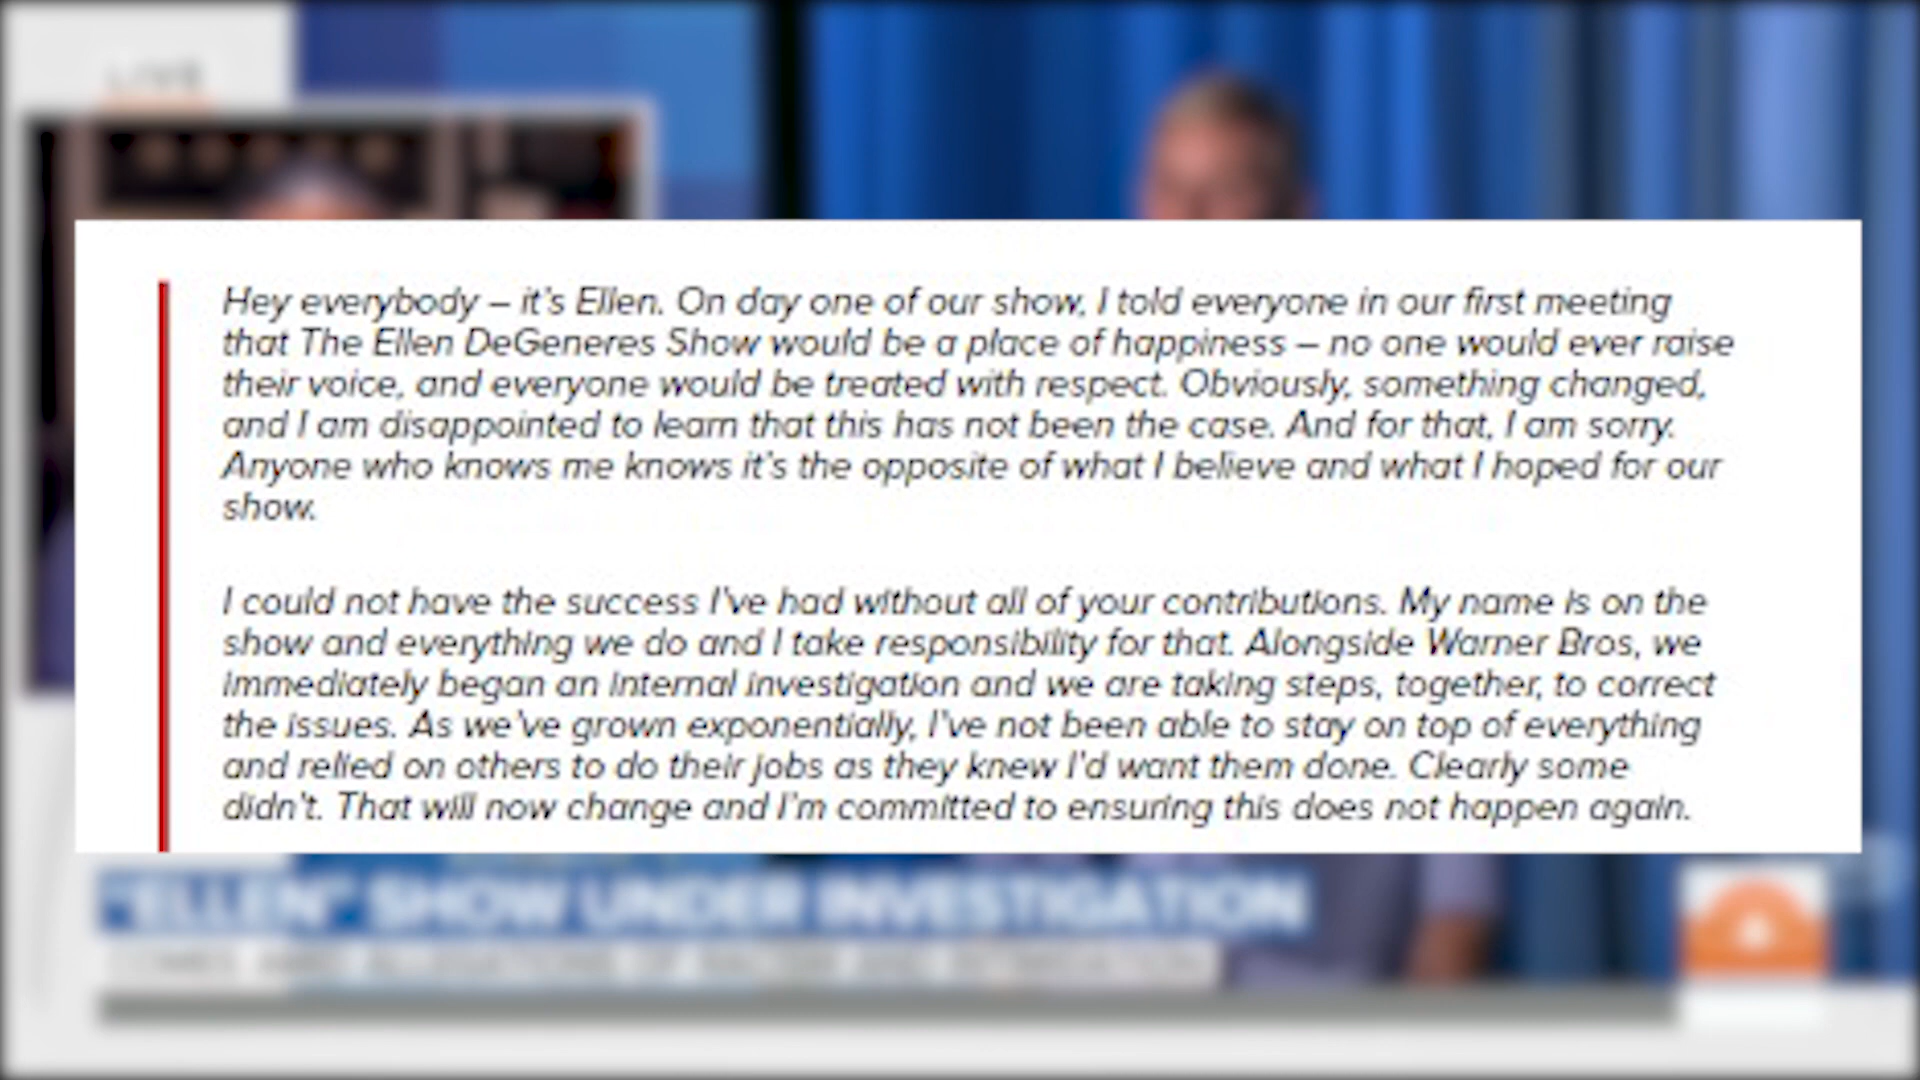 LIVE
Hey everybody – it's Ellen. On day one of our show, I told everyone in our first meeting
that The Ellen DeGeneres Show would be a place of happiness – no one would ever raise
their voice, and everyone would be treated with respect. Obviously, something changed,
and I am disappointed to learn that this has not been the case. And for that, I am sorry.
Anyone who knows me knows it's the opposite of what I believe and what I hoped for our
show.
I could not have the success I've had without all of your contributions. My name is on the
show and everything we do and I take responsibility for that. Alongside Warner Bros, we
immediately began an internal investigation and we are taking steps, together, to correct
the issues. As we've grown exponentially, I've not been able to stay on top of everything
and relied on others to do their jobs as they knew I'd want them done. Clearly some
didn't. That will now change and I'm committed to ensuring this does not happen again.
"ELLEN" SHOW UNDER INVESTIGATION